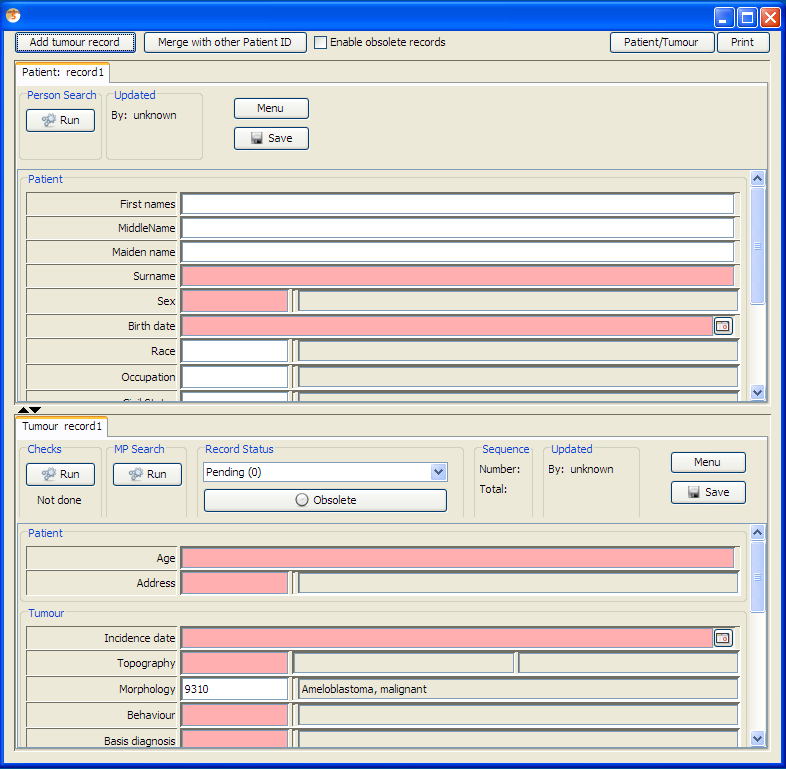 Add tumour record Merge with other Patient ID Enable obsolete records Patient/Tumour Print
Patient: record1
Person Search Updated
Run By: unknown Menu
Save
Patient
First names
MiddleName
Maiden name
Surname
Sex
Birth date
Race
Occupation
Tumour record1
Checks MP Search Record Status Sequence Updated
Run Run Pending (0) Number: By: unknown Menu
Not done Obsolete Total: Save
Patient
Age
Address
Tumour
Incidence date
Topography
Morphology 9310 Ameloblastoma, malignant
Behaviour
Basis diagnosis